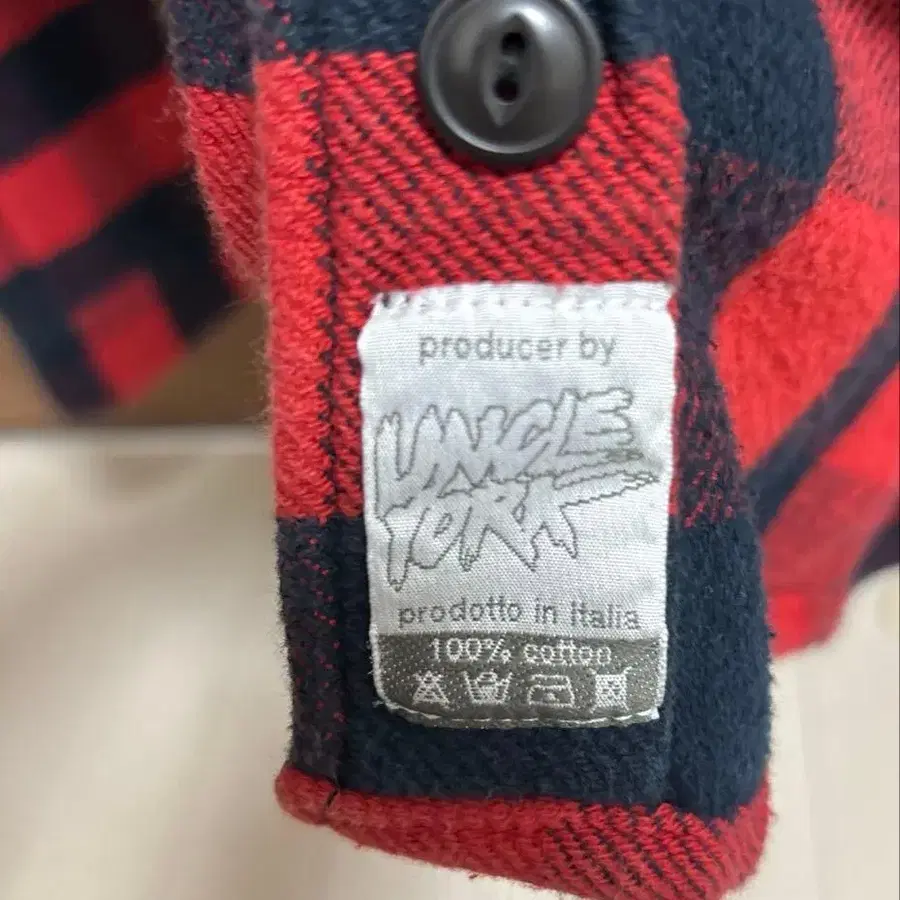 producer by
UNCLE
YORK
prodotto in Italia
100% cotton